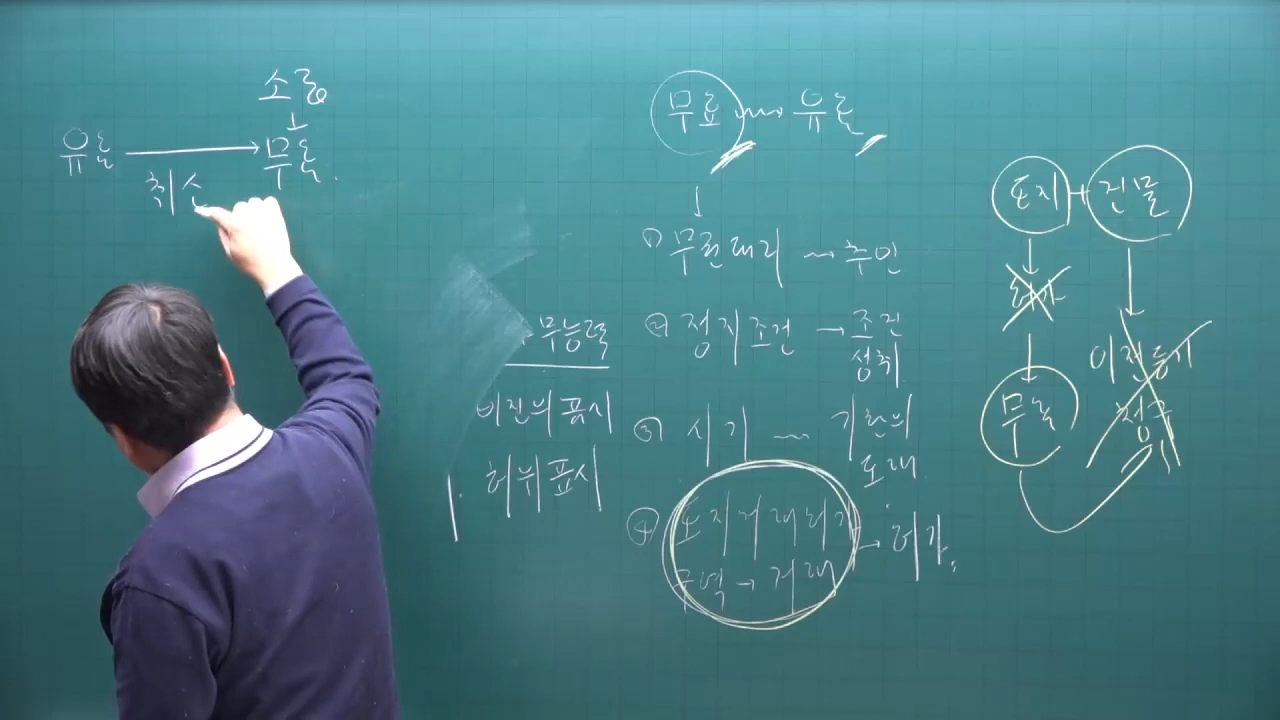 소급
↓
유효 → 무효.
취소
무효 ~ 유효
↓
① 무권대리 ~ 추인
② 정지조건 → 조건
성취
③ 시기 ~ 기한의
도래
④ 토지거래허가
구역 → 거래 → 허가.
무능력
비진의표시
허위표시
토지 + 건물
↓ ↓
허가 이전등기
청구
무효